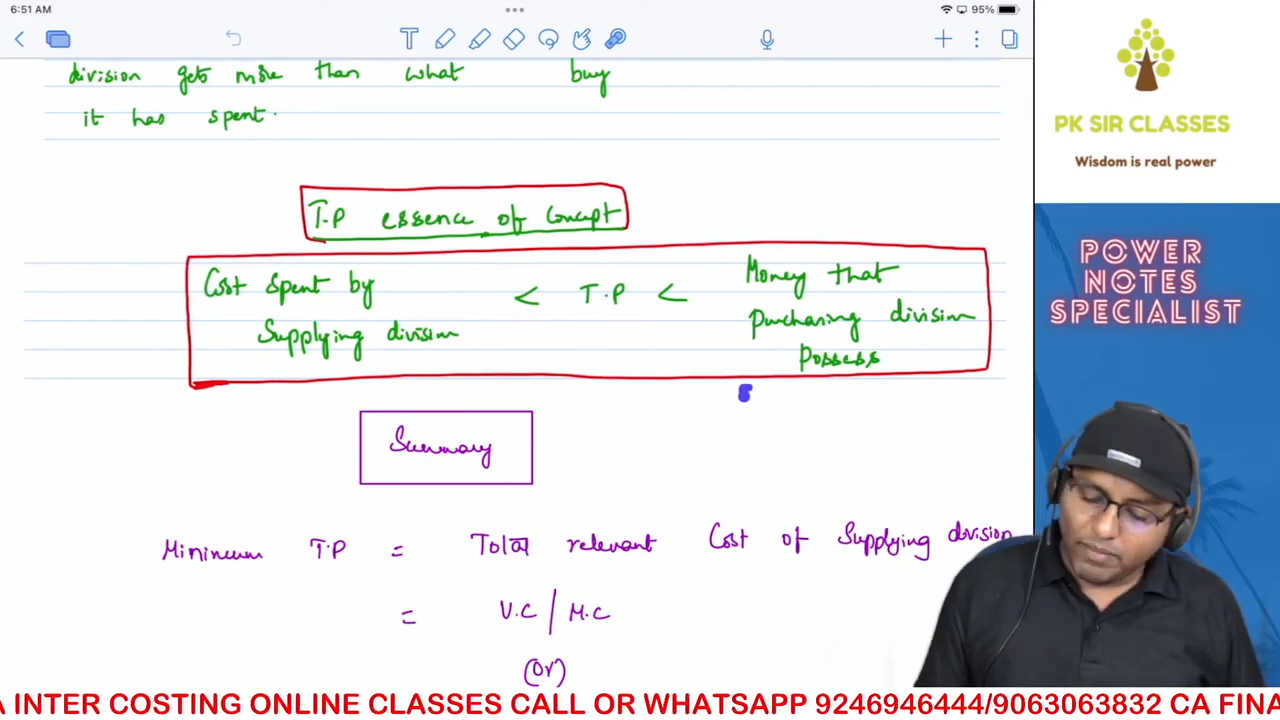 6:51 AM
95%
division gets more than what buy
it has spent.
T.P essence of concept
Cost spent by
Supplying division
< T.P <
Money that
purchasing division
possess
Summary
Minimum T.P = Total relevant Cost of Supplying division
= V.C / M.C
(or)
PK SIR CLASSES
Wisdom is real power
POWER
NOTES
SPECIALIST
A INTER COSTING ONLINE CLASSES CALL OR WHATSAPP 9246946444/9063063832 CA FINA